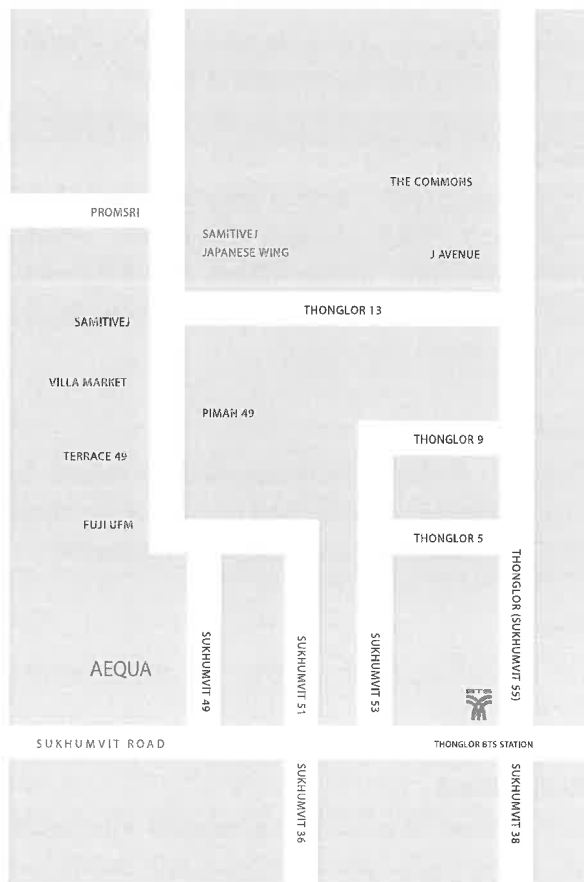 THE COMMONS
PROMSRI
SAMITIVEJ
JAPANESE WING
J AVENUE
THONGLOR 13
SAMITIVEJ
VILLA MARKET
PIMAN 49
THONGLOR 9
TERRACE 49
FUJI UFM
THONGLOR 5
THONGLOR (SUKHUMVIT 55)
AEQUA
SUKHUMVIT 49
SUKHUMVIT 51
SUKHUMVIT 53
BTS
SUKHUMVIT ROAD
THONGLOR BTS STATION
SUKHUMVIT 36
SUKHUMVIT 38